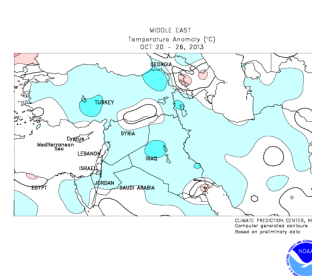 MIDDLE EAST
Temperature Anomaly (°C)
OCT 20 - 26, 2013
GEORGIA
TURKEY
SYRIA
Cyprus
Mediterranean
Sea
LEBANON
IRAQ
ISRAEL
JORDAN
EGYPT
SAUDI ARABIA
CLIMATE PREDICTION CENTER, N
Computer generated contours
Based on preliminary data
NOAA